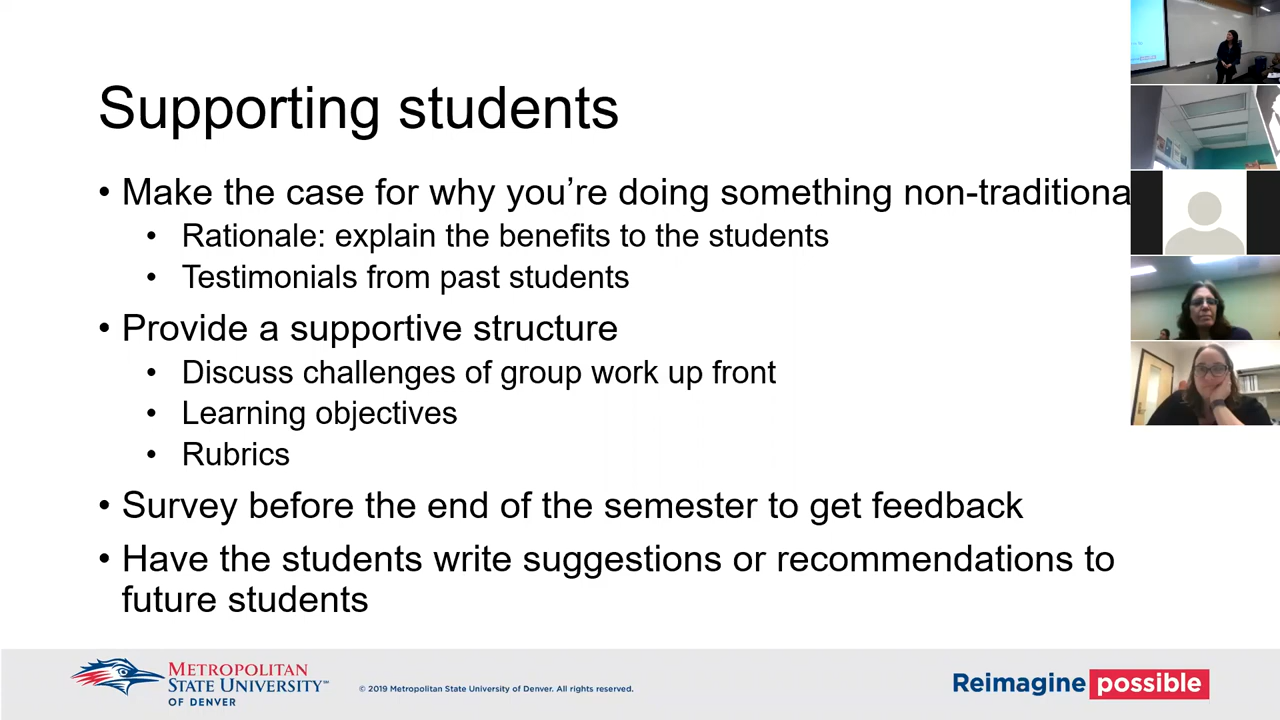 Supporting students
• Make the case for why you’re doing something non-traditiona
• Rationale: explain the benefits to the students
• Testimonials from past students
• Provide a supportive structure
• Discuss challenges of group work up front
• Learning objectives
• Rubrics
• Survey before the end of the semester to get feedback
• Have the students write suggestions or recommendations to
future students
METROPOLITAN
STATE UNIVERSITY™
OF DENVER
© 2019 Metropolitan State University of Denver. All rights reserved.
Reimagine possible